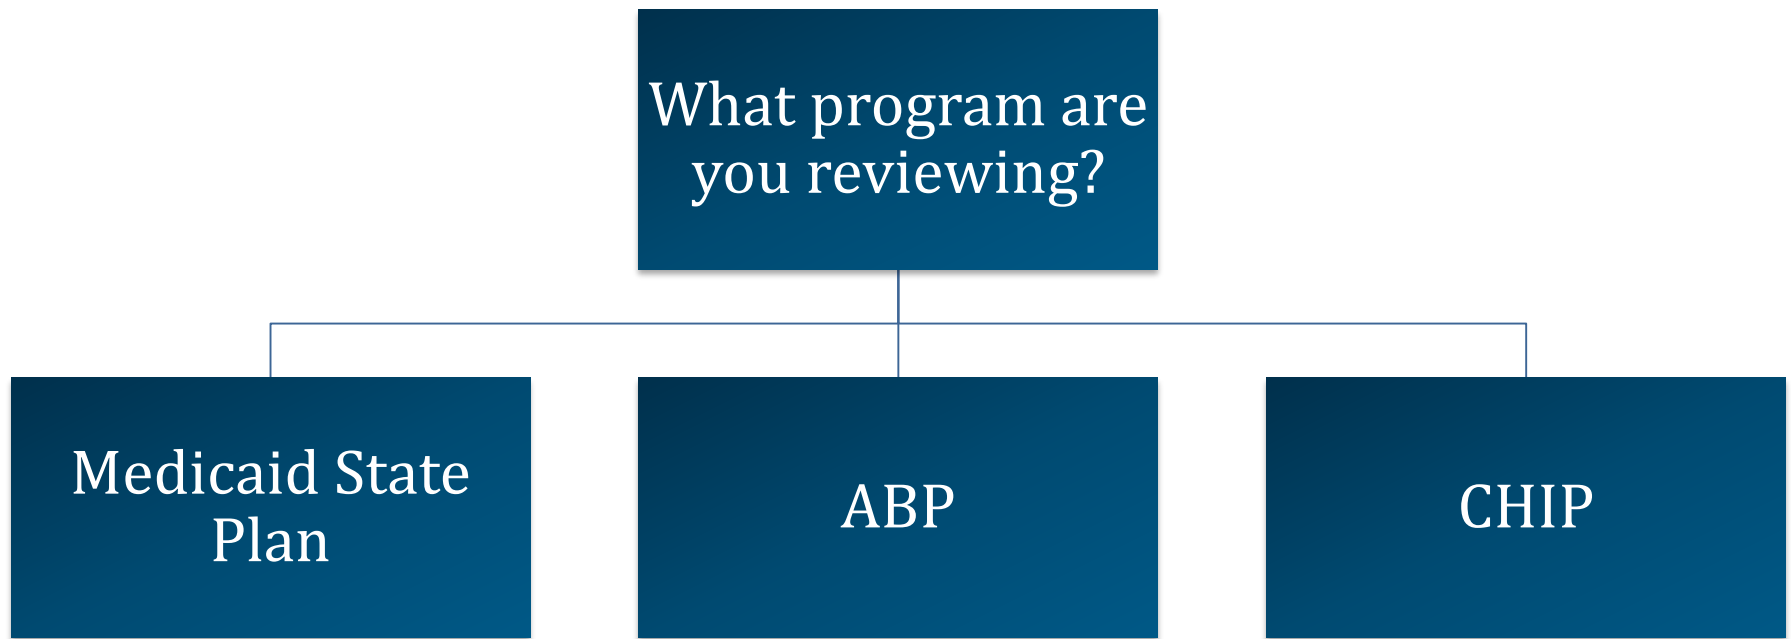 What program are
you reviewing?
Medicaid State
Plan
ABP
CHIP